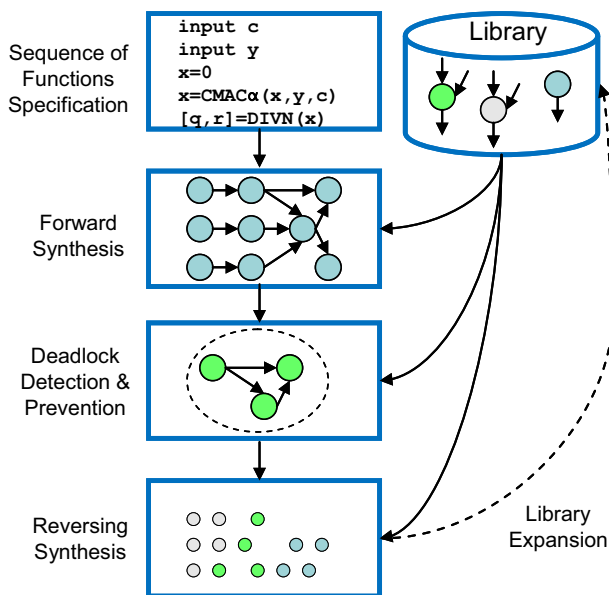 Sequence of
Functions
Specification
input c
input y
x=0
x=CMACα(x,y,c)
[q,r]=DIVN(x)
Library
Forward
Synthesis
Deadlock
Detection &
Prevention
Reversing
Synthesis
Library
Expansion